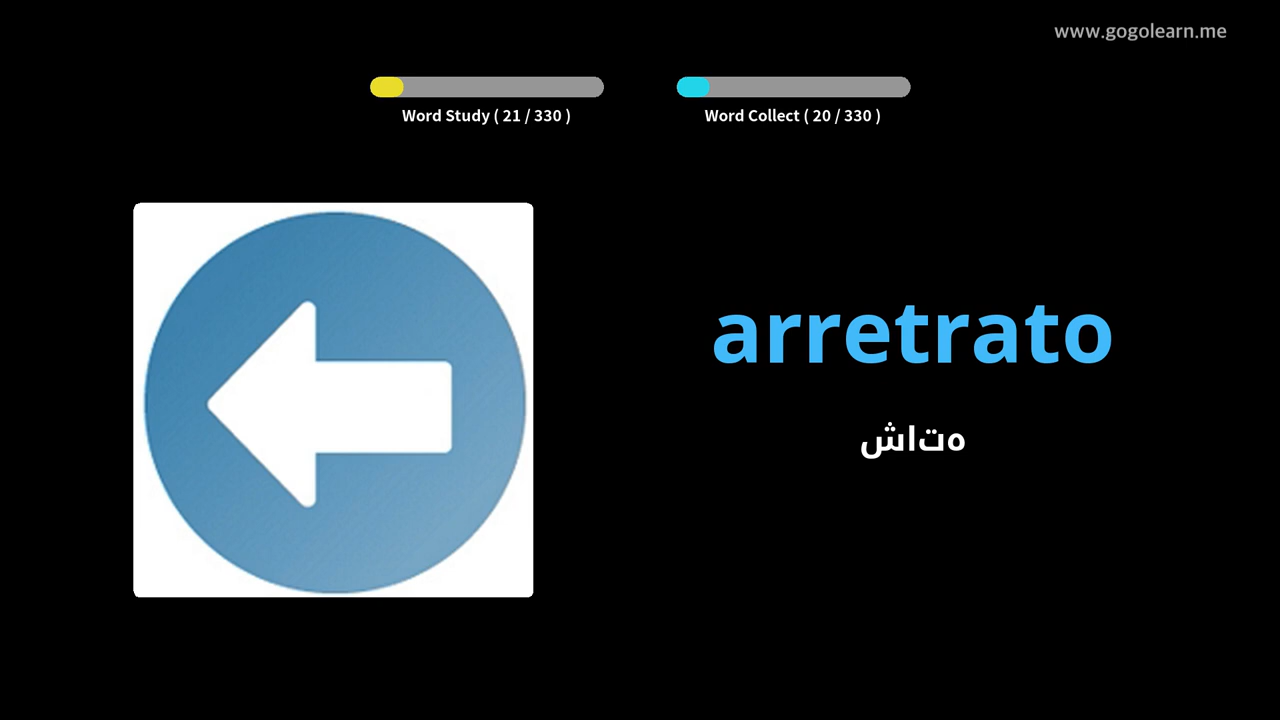 www.gogolearn.me
Word Study ( 21 / 330 )
Word Collect ( 20 / 330 )
arretrato
ەتاش